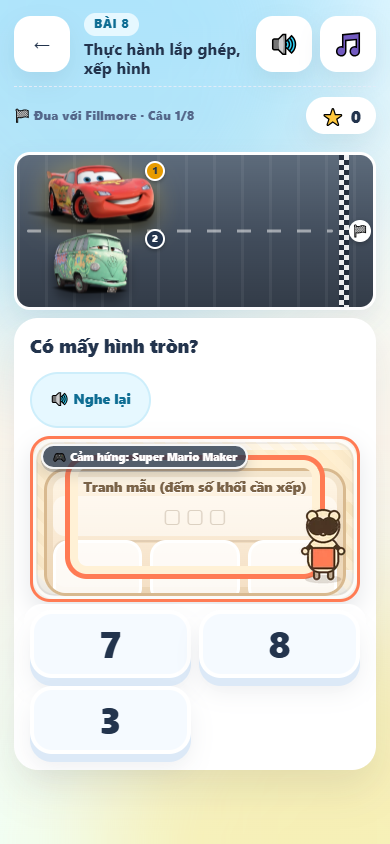 BÀI 8
Thực hành lắp ghép,
xếp hình
Đua với Fillmore · Câu 1/8
0
1
2
Có mấy hình tròn?
Nghe lại
Cảm hứng: Super Mario Maker
Tranh mẫu (đếm số khối cần xếp)
7
8
3